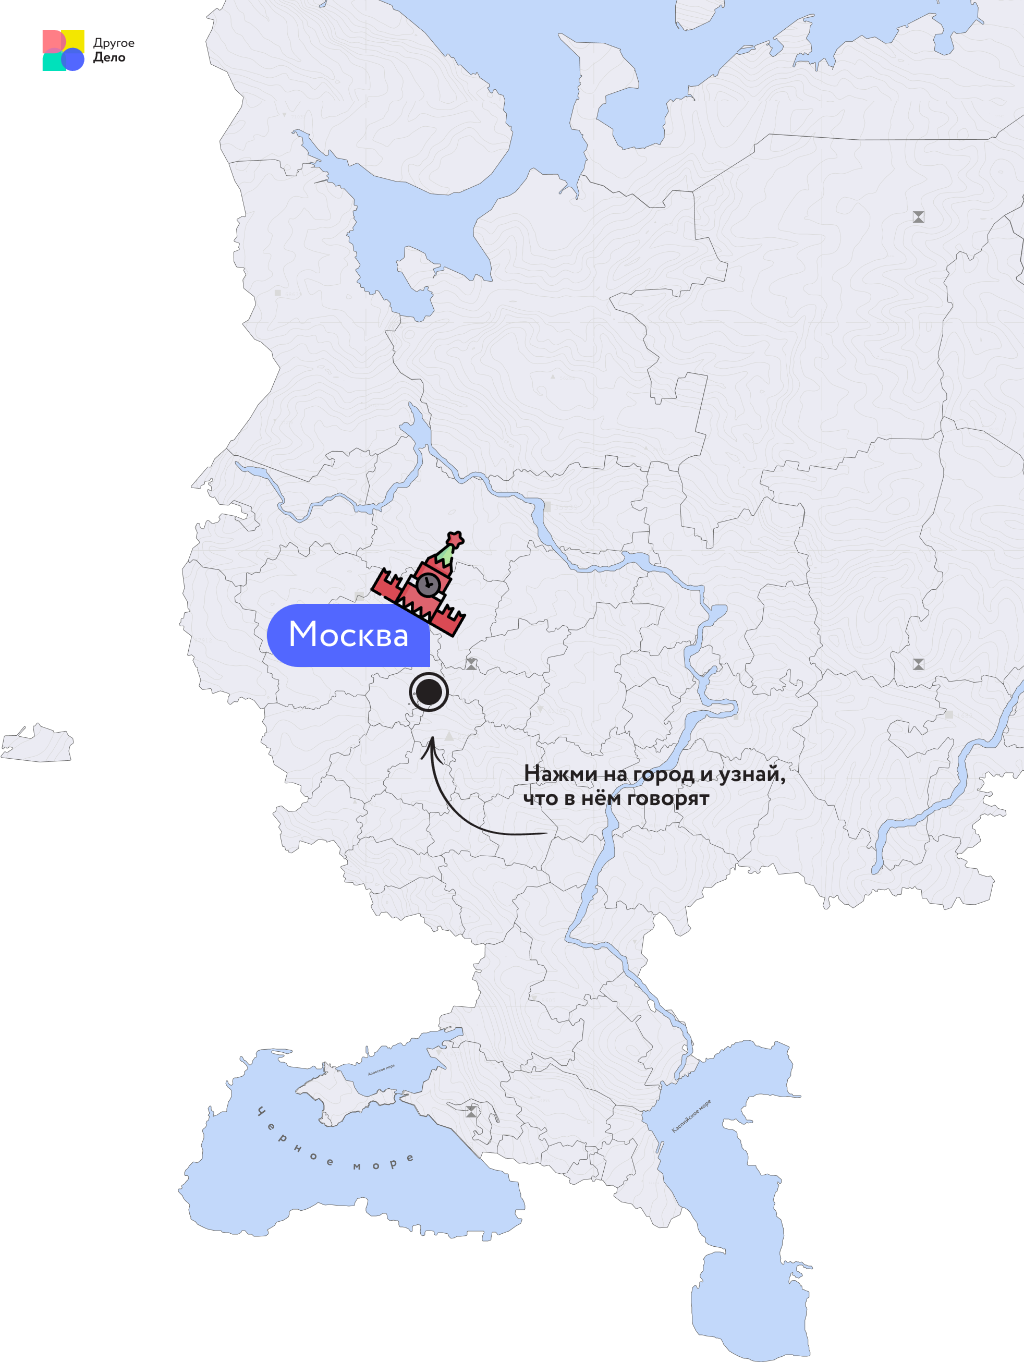 Другое
Дело
Москва
Нажми на город и узнай,
что в нём говорят
Азовское море
Каспийское море
Черное море